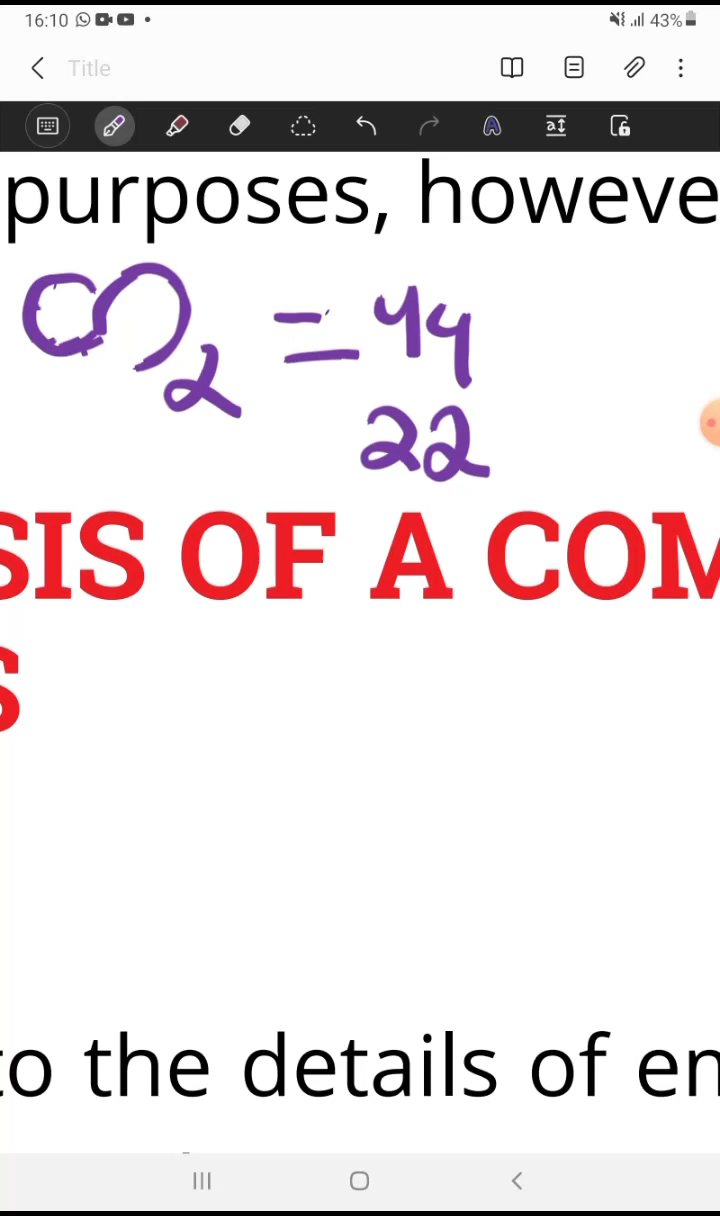 16:10 43%
Title
purposes, howeve
CO2 = 44
22
SIS OF A COM
S
to the details of en